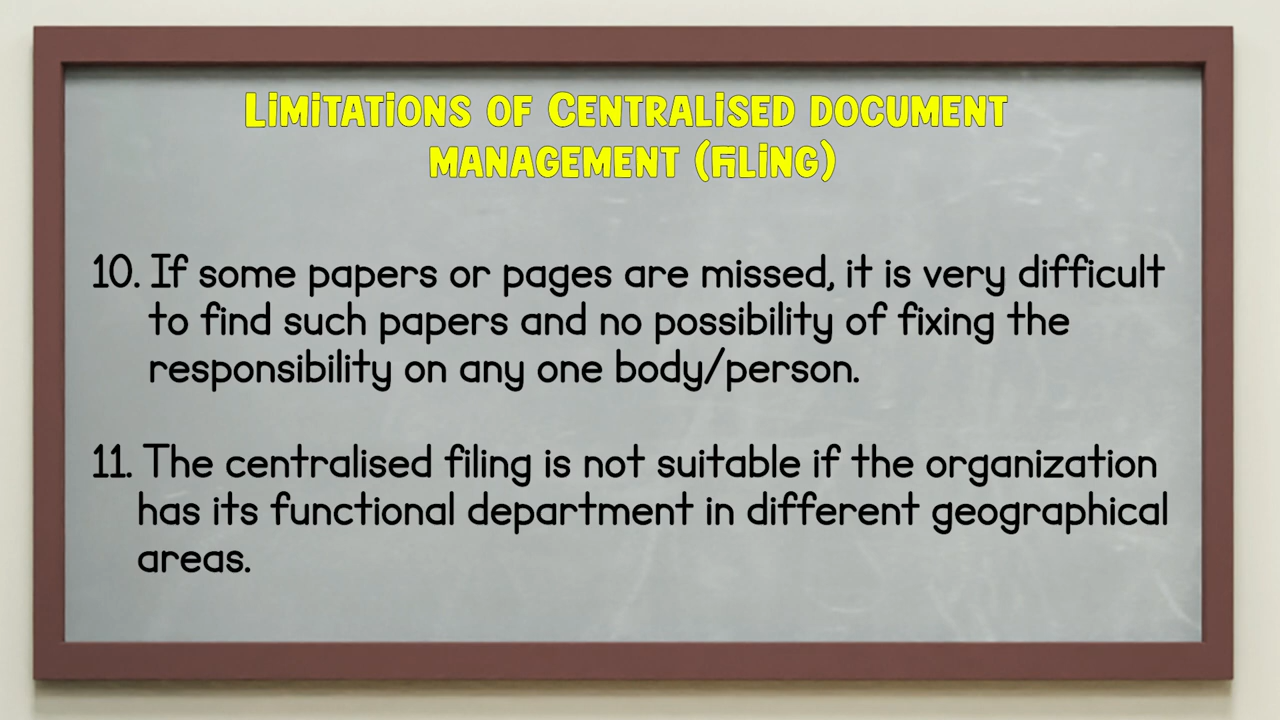 Limitations of Centralised document
management (filing)
10. If some papers or pages are missed, it is very difficult
to find such papers and no possibility of fixing the
responsibility on any one body/person.
11. The centralised filing is not suitable if the organization
has its functional department in different geographical
areas.